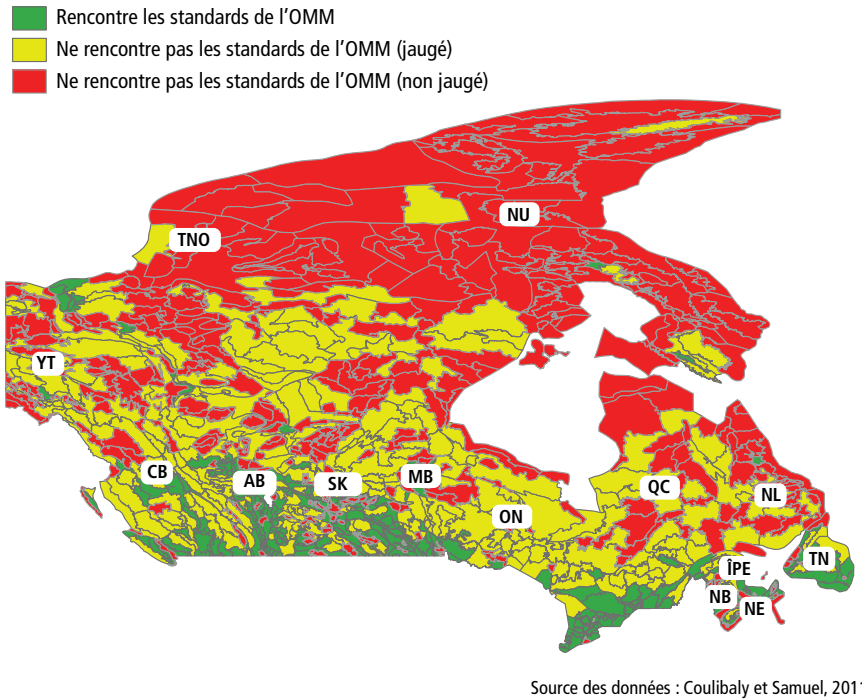 Rencontre les standards de l'OMM
Ne rencontre pas les standards de l'OMM (jaugé)
Ne rencontre pas les standards de l'OMM (non jaugé)
NU
TNO
YT
CB
AB
SK
MB
ON
QC
NL
TN
ÎPE
NB
NE
Source des données : Coulibaly et Samuel, 2011